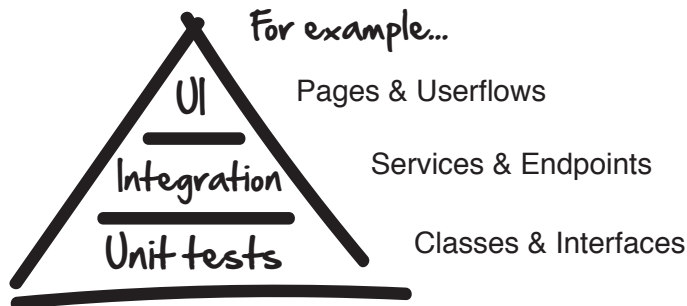 For example...
UI
Pages & Userflows
Integration
Services & Endpoints
Unit tests
Classes & Interfaces